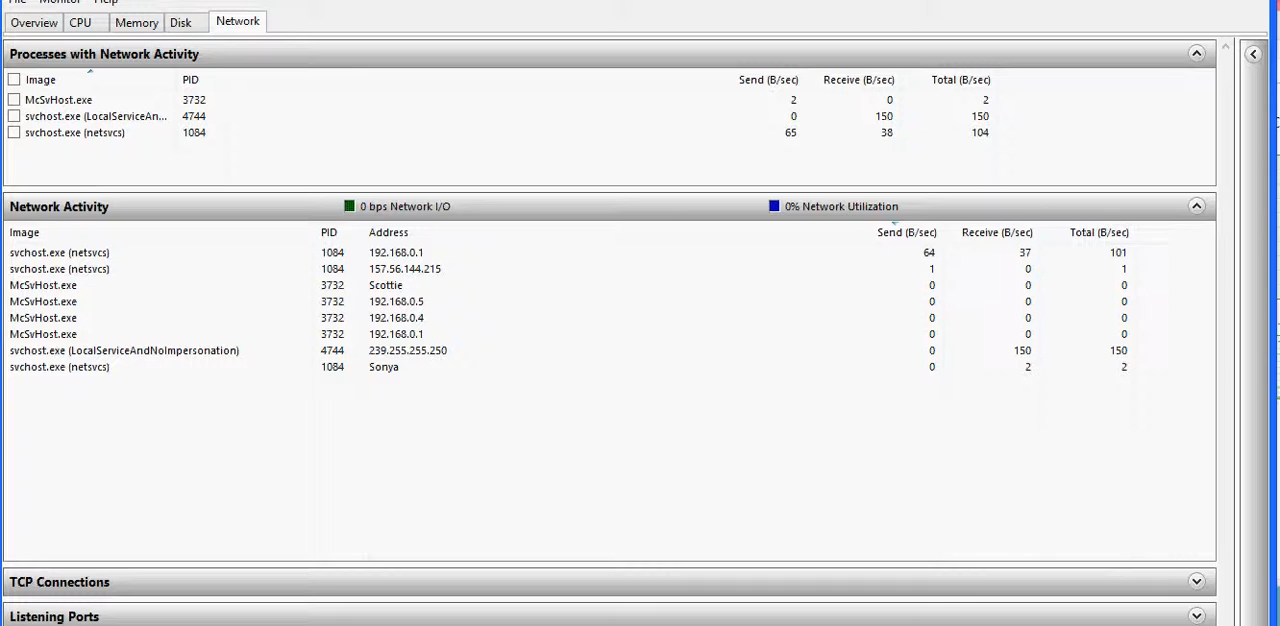 File Monitor Help
Overview CPU Memory Disk Network
Processes with Network Activity
Image PID Send (B/sec) Receive (B/sec) Total (B/sec)
McSvHost.exe 3732 2 0 2
svchost.exe (LocalServiceAn... 4744 0 150 150
svchost.exe (netsvcs) 1084 65 38 104
Network Activity 0 bps Network I/O 0% Network Utilization
Image PID Address Send (B/sec) Receive (B/sec) Total (B/sec)
svchost.exe (netsvcs) 1084 192.168.0.1 64 37 101
svchost.exe (netsvcs) 1084 157.56.144.215 1 0 1
McSvHost.exe 3732 Scottie 0 0 0
McSvHost.exe 3732 192.168.0.5 0 0 0
McSvHost.exe 3732 192.168.0.4 0 0 0
McSvHost.exe 3732 192.168.0.1 0 0 0
svchost.exe (LocalServiceAndNoImpersonation) 4744 239.255.255.250 0 150 150
svchost.exe (netsvcs) 1084 Sonya 0 2 2
TCP Connections
Listening Ports